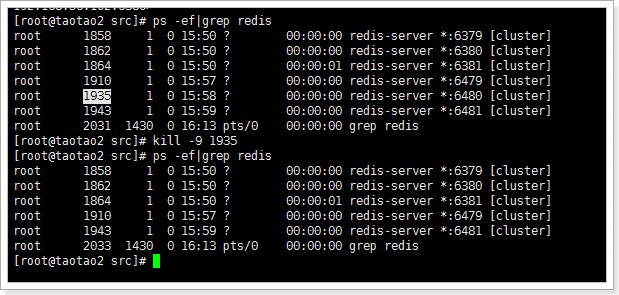 [root@taotao2 src]# ps -ef|grep redis
root 1858 1 0 15:50 ? 00:00:00 redis-server *:6379 [cluster]
root 1862 1 0 15:50 ? 00:00:00 redis-server *:6380 [cluster]
root 1864 1 0 15:50 ? 00:00:01 redis-server *:6381 [cluster]
root 1910 1 0 15:57 ? 00:00:00 redis-server *:6479 [cluster]
root 1935 1 0 15:58 ? 00:00:00 redis-server *:6480 [cluster]
root 1943 1 0 15:59 ? 00:00:00 redis-server *:6481 [cluster]
root 2031 1430 0 16:13 pts/0 00:00:00 grep redis
[root@taotao2 src]# kill -9 1935
[root@taotao2 src]# ps -ef|grep redis
root 1858 1 0 15:50 ? 00:00:00 redis-server *:6379 [cluster]
root 1862 1 0 15:50 ? 00:00:00 redis-server *:6380 [cluster]
root 1864 1 0 15:50 ? 00:00:01 redis-server *:6381 [cluster]
root 1910 1 0 15:57 ? 00:00:00 redis-server *:6479 [cluster]
root 1943 1 0 15:59 ? 00:00:00 redis-server *:6481 [cluster]
root 2033 1430 0 16:13 pts/0 00:00:00 grep redis
[root@taotao2 src]#